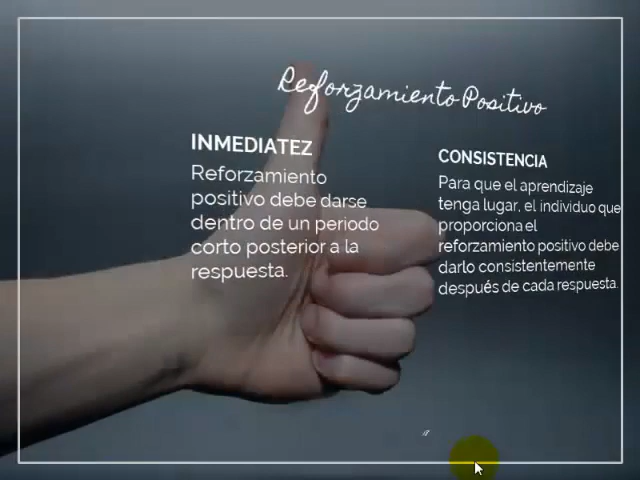 Reforzamiento Positivo
INMEDIATEZ
Reforzamiento
positivo debe darse
dentro de un periodo
corto posterior a la
respuesta.
CONSISTENCIA
Para que el aprendizaje
tenga lugar, el individuo que
proporciona el
reforzamiento positivo debe
darlo consistentemente
después de cada respuesta.